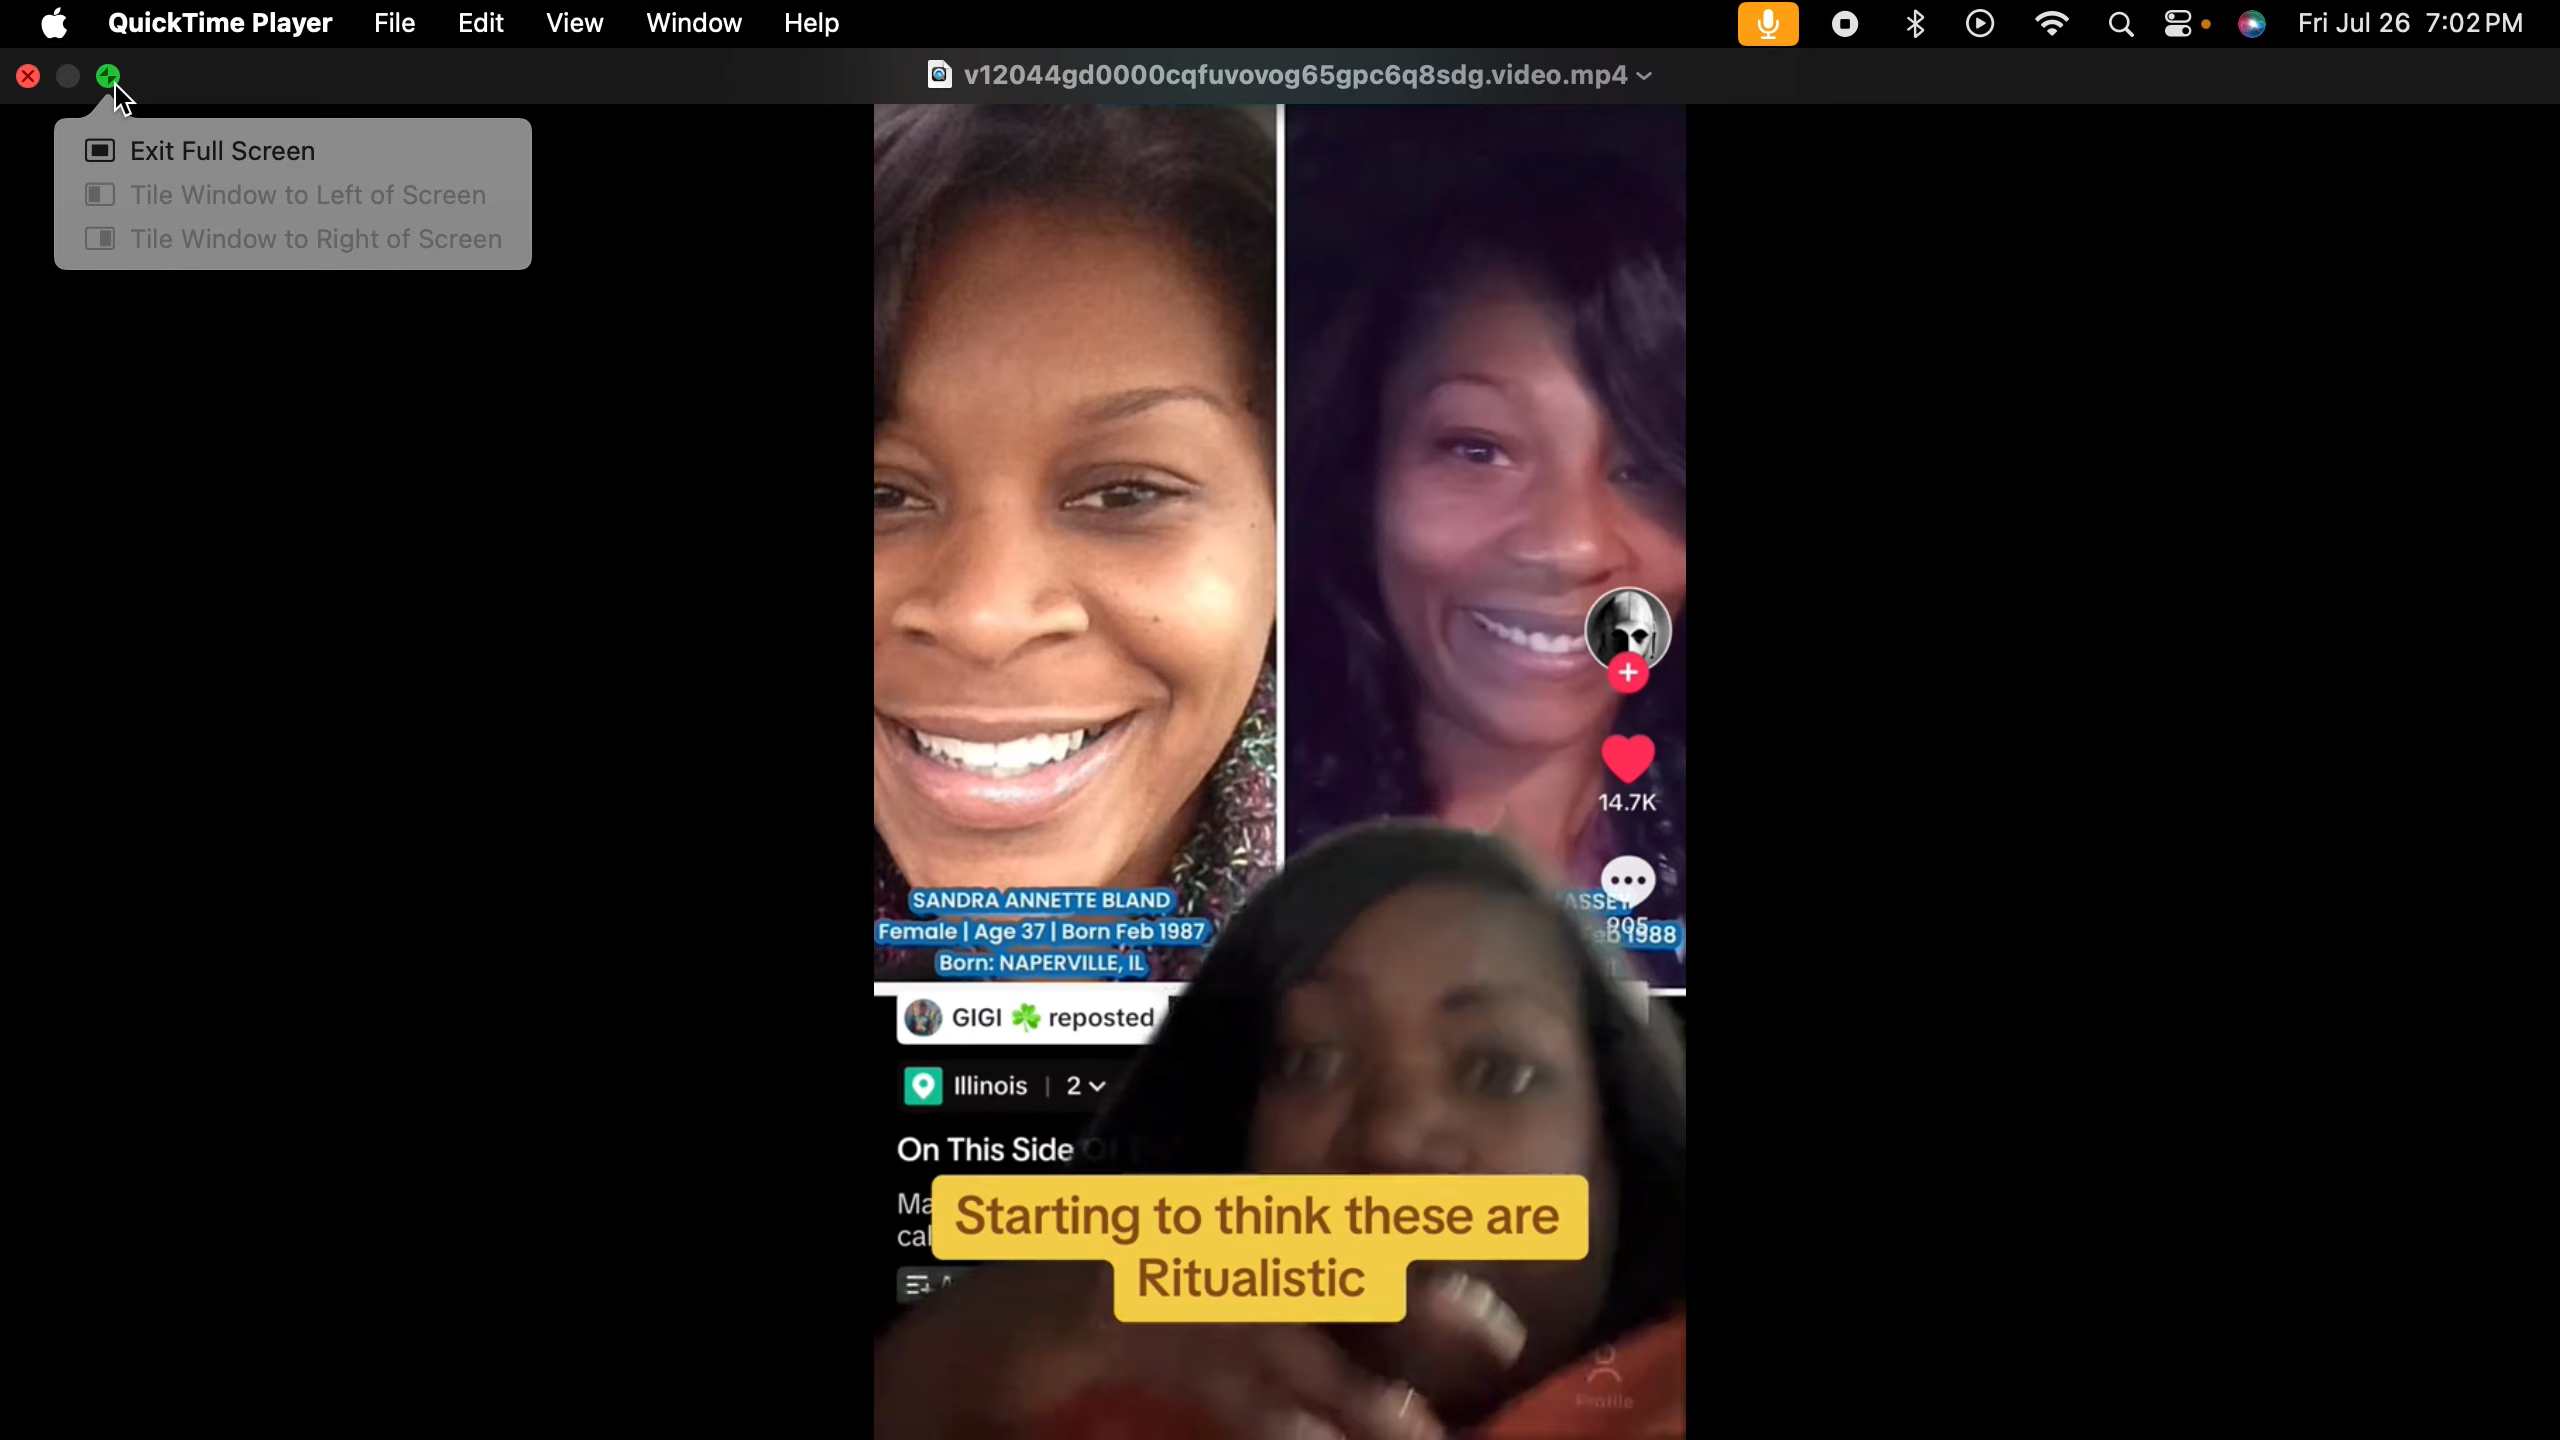 QuickTime Player File Edit View Window Help Fri Jul 26 7:02 PM
v12044gd0000cqfuvovog65gpc6q8sdg.video.mp4
Exit Full Screen
Tile Window to Left of Screen
Tile Window to Right of Screen
14.7K
905
SANDRA ANNETTE BLAND
Female | Age 37 | Born Feb 1987
Born: NAPERVILLE, IL
1988
GIGI ☘️ reposted
Illinois | 2
On This Side
Starting to think these are
Ritualistic
Profile